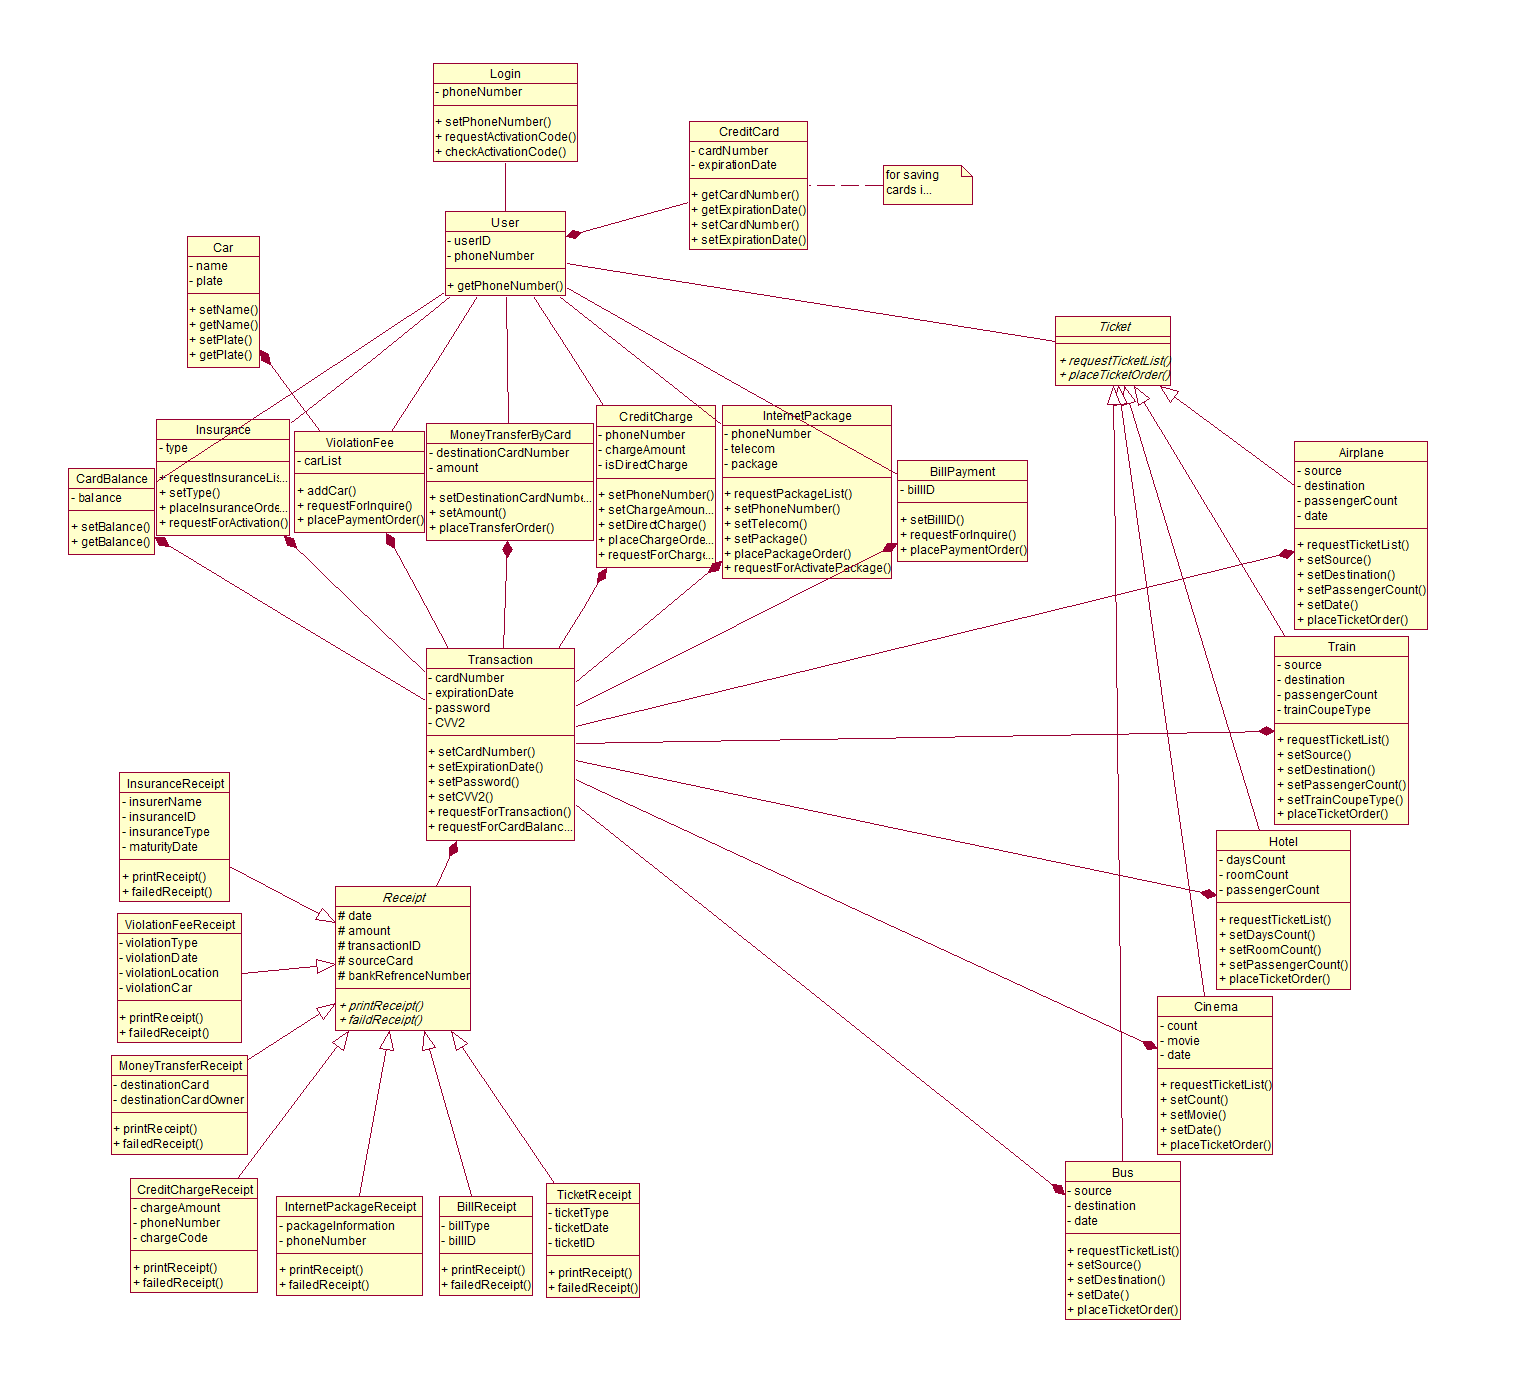 Login
- phoneNumber
+ setPhoneNumber()
+ requestActivationCode()
+ checkActivationCode()
CreditCard
- cardNumber
- expirationDate
+ getCardNumber()
+ getExpirationDate()
+ setCardNumber()
+ setExpirationDate()
for saving
cards i...
User
- userID
- phoneNumber
+ getPhoneNumber()
Car
- name
- plate
+ setName()
+ getName()
+ setPlate()
+ getPlate()
Ticket
+ requestTicketList()
+ placeTicketOrder()
CardBalance
- balance
+ setBalance()
+ getBalance()
Insurance
- type
+ requestInsuranceLis...
+ setType()
+ placeInsuranceOrde...
+ requestForActivation()
ViolationFee
- carList
+ addCar()
+ requestForInquire()
+ placePaymentOrder()
MoneyTransferByCard
- destinationCardNumber
- amount
+ setDestinationCardNumbe...
+ setAmount()
+ placeTransferOrder()
CreditCharge
- phoneNumber
- chargeAmount
- isDirectCharge
+ setPhoneNumber()
+ setChargeAmoun...
+ setDirectCharge()
+ placeChargeOrde...
+ requestForCharge...
InternetPackage
- phoneNumber
- telecom
- package
+ requestPackageList()
+ setPhoneNumber()
+ setTelecom()
+ setPackage()
+ placePackageOrder()
+ requestForActivatePackage()
BillPayment
- billID
+ setBillID()
+ requestForInquire()
+ placePaymentOrder()
Airplane
- source
- destination
- passengerCount
- date
+ requestTicketList()
+ setSource()
+ setDestination()
+ setPassengerCount()
+ setDate()
+ placeTicketOrder()
Train
- source
- destination
- passengerCount
- trainCoupeType
+ requestTicketList()
+ setSource()
+ setDestination()
+ setPassengerCount()
+ setTrainCoupeType()
+ placeTicketOrder()
Transaction
- cardNumber
- expirationDate
- password
- CVV2
+ setCardNumber()
+ setExpirationDate()
+ setPassword()
+ setCVV2()
+ requestForTransaction()
+ requestForCardBalanc...
Hotel
- daysCount
- roomCount
- passengerCount
+ requestTicketList()
+ setDaysCount()
+ setRoomCount()
+ setPassengerCount()
+ placeTicketOrder()
InsuranceReceipt
- insurerName
- insuranceID
- insuranceType
- maturityDate
+ printReceipt()
+ failedReceipt()
Receipt
# date
# amount
# transactionID
# sourceCard
# bankRefrenceNumber
+ printReceipt()
+ faildReceipt()
ViolationFeeReceipt
- violationType
- violationDate
- violationLocation
- violationCar
+ printReceipt()
+ failedReceipt()
Cinema
- count
- movie
- date
+ requestTicketList()
+ setCount()
+ setMovie()
+ setDate()
+ placeTicketOrder()
MoneyTransferReceipt
- destinationCard
- destinationCardOwner
+ printReceipt()
+ failedReceipt()
Bus
- source
- destination
- date
+ requestTicketList()
+ setSource()
+ setDestination()
+ setDate()
+ placeTicketOrder()
CreditChargeReceipt
- chargeAmount
- phoneNumber
- chargeCode
+ printReceipt()
+ failedReceipt()
InternetPackageReceipt
- packageInformation
- phoneNumber
+ printReceipt()
+ failedReceipt()
BillReceipt
- billType
- billID
+ printReceipt()
+ failedReceipt()
TicketReceipt
- ticketType
- ticketDate
- ticketID
+ printReceipt()
+ failedReceipt()